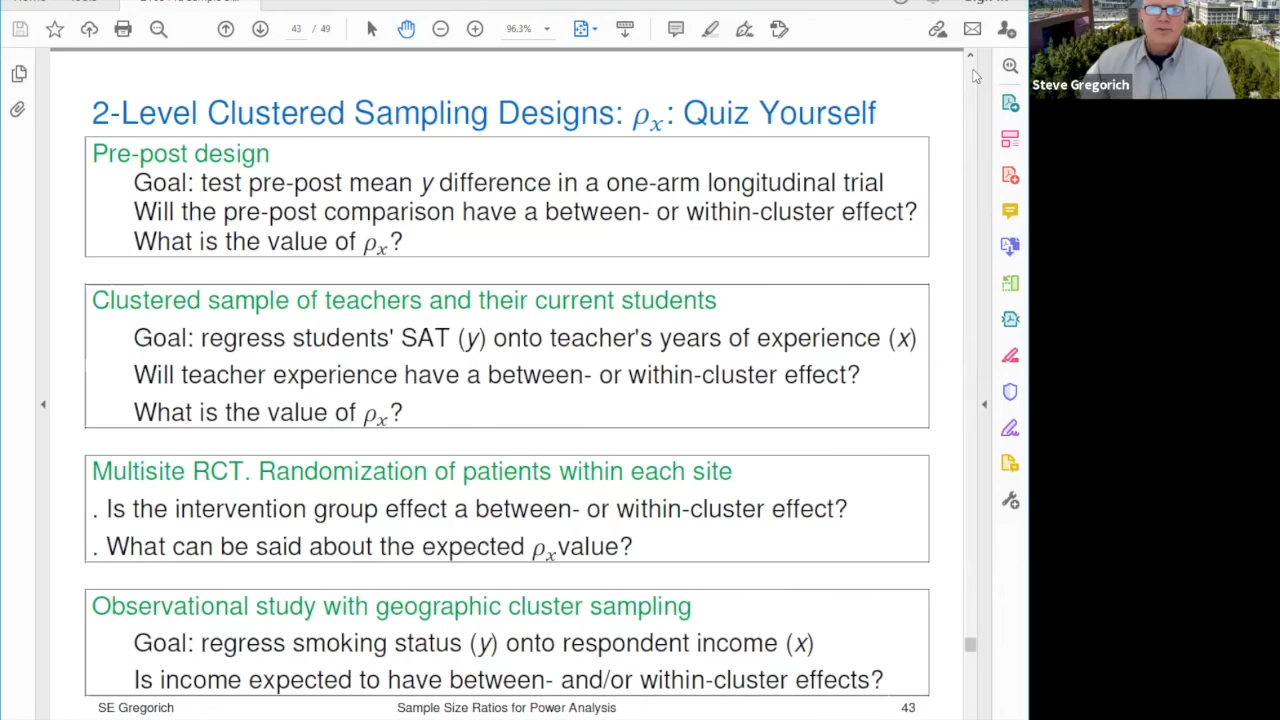 43 / 49
96.3%
Steve Gregorich
2-Level Clustered Sampling Designs: ρx: Quiz Yourself
Pre-post design
Goal: test pre-post mean y difference in a one-arm longitudinal trial
Will the pre-post comparison have a between- or within-cluster effect?
What is the value of ρx?
Clustered sample of teachers and their current students
Goal: regress students' SAT (y) onto teacher's years of experience (x)
Will teacher experience have a between- or within-cluster effect?
What is the value of ρx?
Multisite RCT. Randomization of patients within each site
. Is the intervention group effect a between- or within-cluster effect?
. What can be said about the expected ρx value?
Observational study with geographic cluster sampling
Goal: regress smoking status (y) onto respondent income (x)
Is income expected to have between- and/or within-cluster effects?
SE Gregorich
Sample Size Ratios for Power Analysis
43